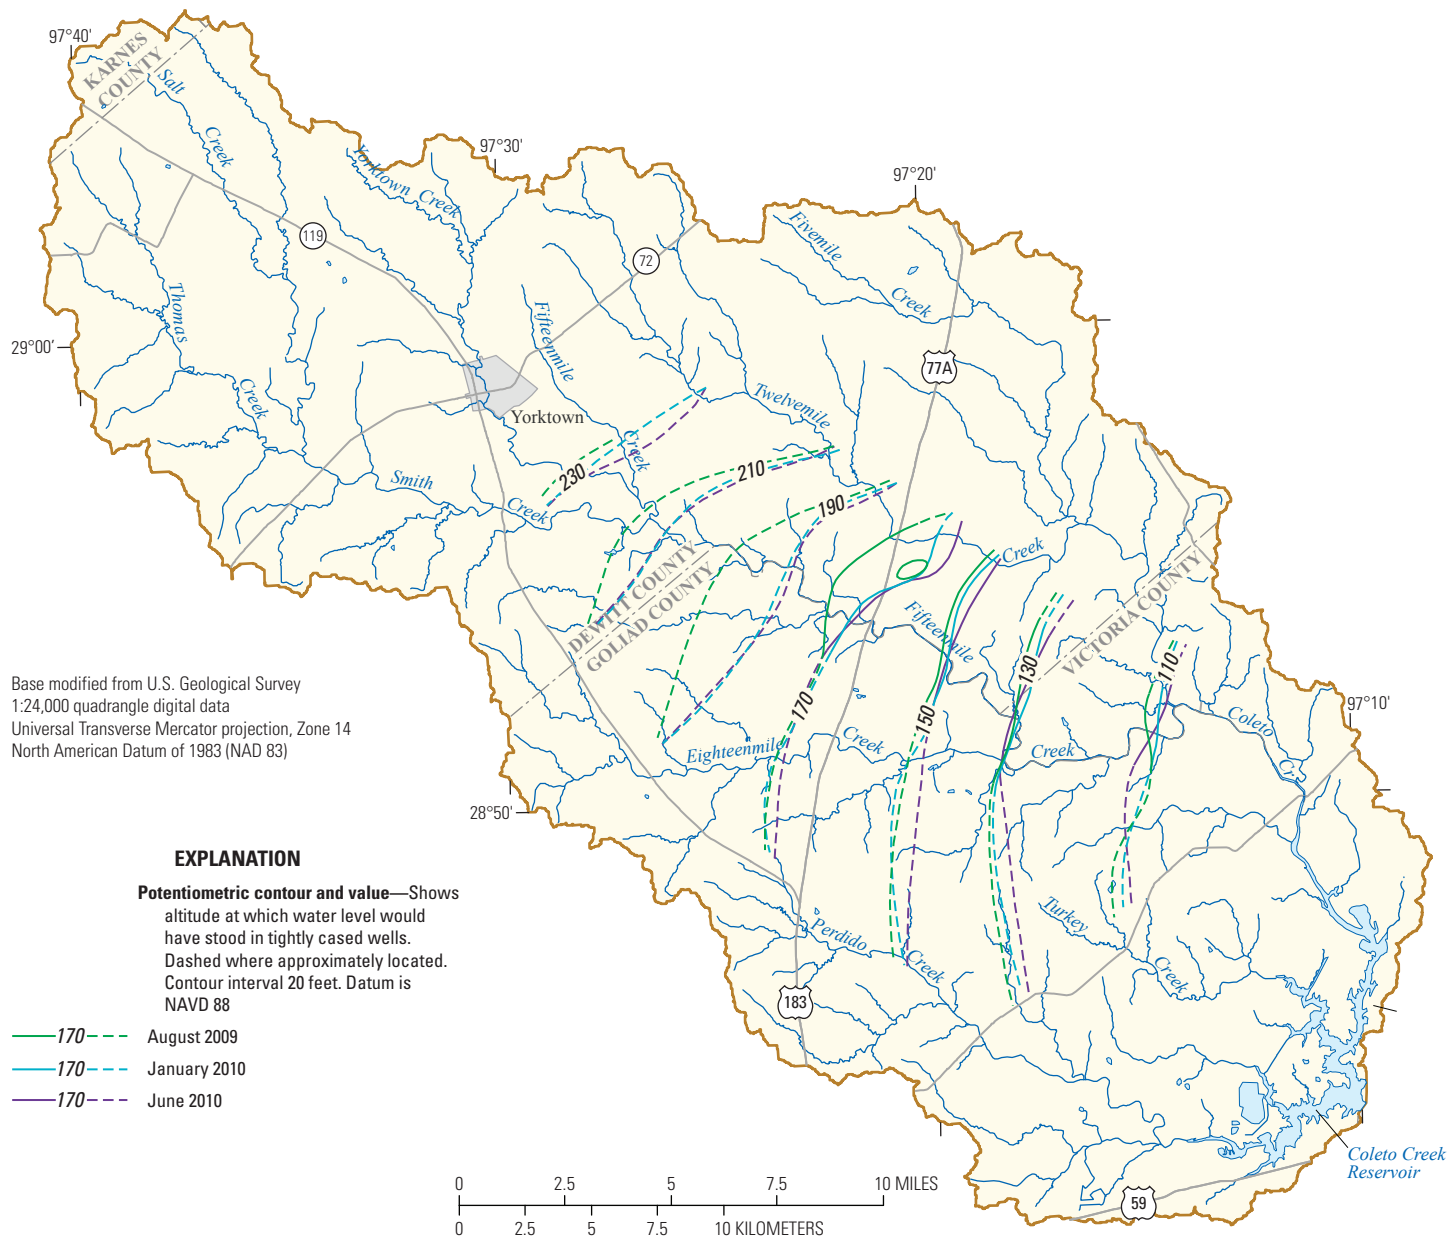 97°40'
KARNES
COUNTY
Salt
Creek
97°30'
Yorktown Creek
97°20'
119
72
Fivemile
Creek
Thomas
Creek
Fifteenmile
Creek
29°00'
77A
Twelvemile
Creek
Yorktown
230
210
190
Smith
Creek
DEWITT COUNTY
GOLIAD COUNTY
Fifteenmile
Creek
VICTORIA COUNTY
170
150
130
110
97°10'
Coleto
Cr.
Eighteenmile
Creek
28°50'
Perdido
Creek
Turkey
Creek
183
59
Coleto Creek
Reservoir
Base modified from U.S. Geological Survey
1:24,000 quadrangle digital data
Universal Transverse Mercator projection, Zone 14
North American Datum of 1983 (NAD 83)
EXPLANATION
Potentiometric contour and value—Shows
altitude at which water level would
have stood in tightly cased wells.
Dashed where approximately located.
Contour interval 20 feet. Datum is
NAVD 88
170 August 2009
170 January 2010
170 June 2010
0 2.5 5 7.5 10 MILES
0 2.5 5 7.5 10 KILOMETERS